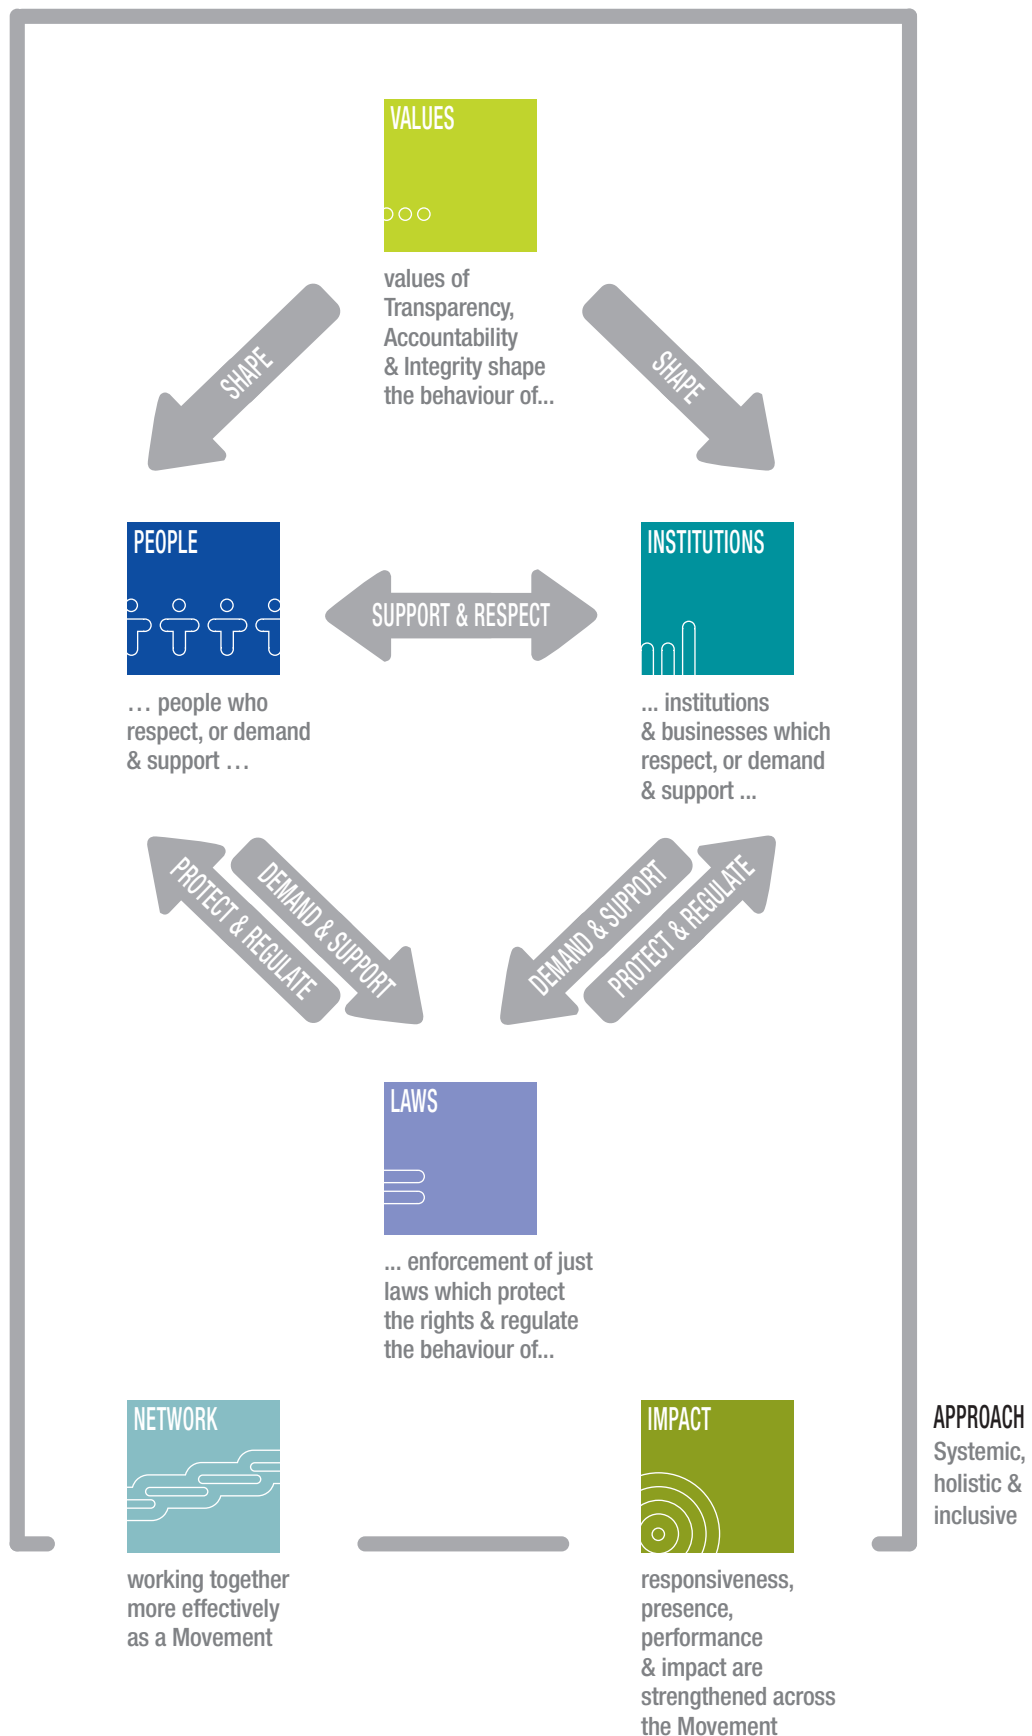 VALUES
values of
Transparency,
Accountability
& Integrity shape
the behaviour of...
SHAPE
SHAPE
PEOPLE
… people who
respect, or demand
& support …
SUPPORT & RESPECT
INSTITUTIONS
... institutions
& businesses which
respect, or demand
& support ...
PROTECT & REGULATE
DEMAND & SUPPORT
DEMAND & SUPPORT
PROTECT & REGULATE
LAWS
... enforcement of just
laws which protect
the rights & regulate
the behaviour of...
NETWORK
working together
more effectively
as a Movement
IMPACT
responsiveness,
presence,
performance
& impact are
strengthened across
the Movement
APPROACH
Systemic,
holistic &
inclusive